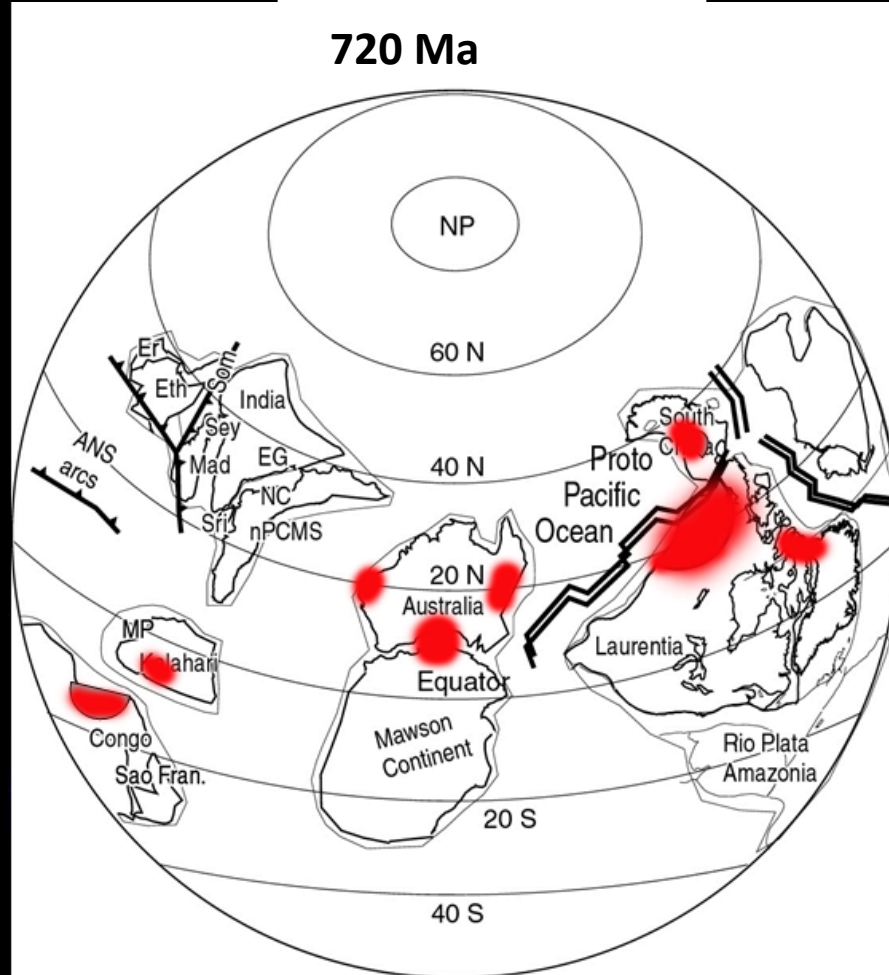 720 Ma
NP
60 N
Er
Eth
Som
India
Sey
Mad
EG
NC
Sri
nPCMS
ANS
arcs
40 N
South
Proto
Pacific
Ocean
20 N
Australia
Equator
Laurentia
MP
Kalahari
Congo
Sao Fran.
Mawson
Continent
Rio Plata
Amazonia
20 S
40 S